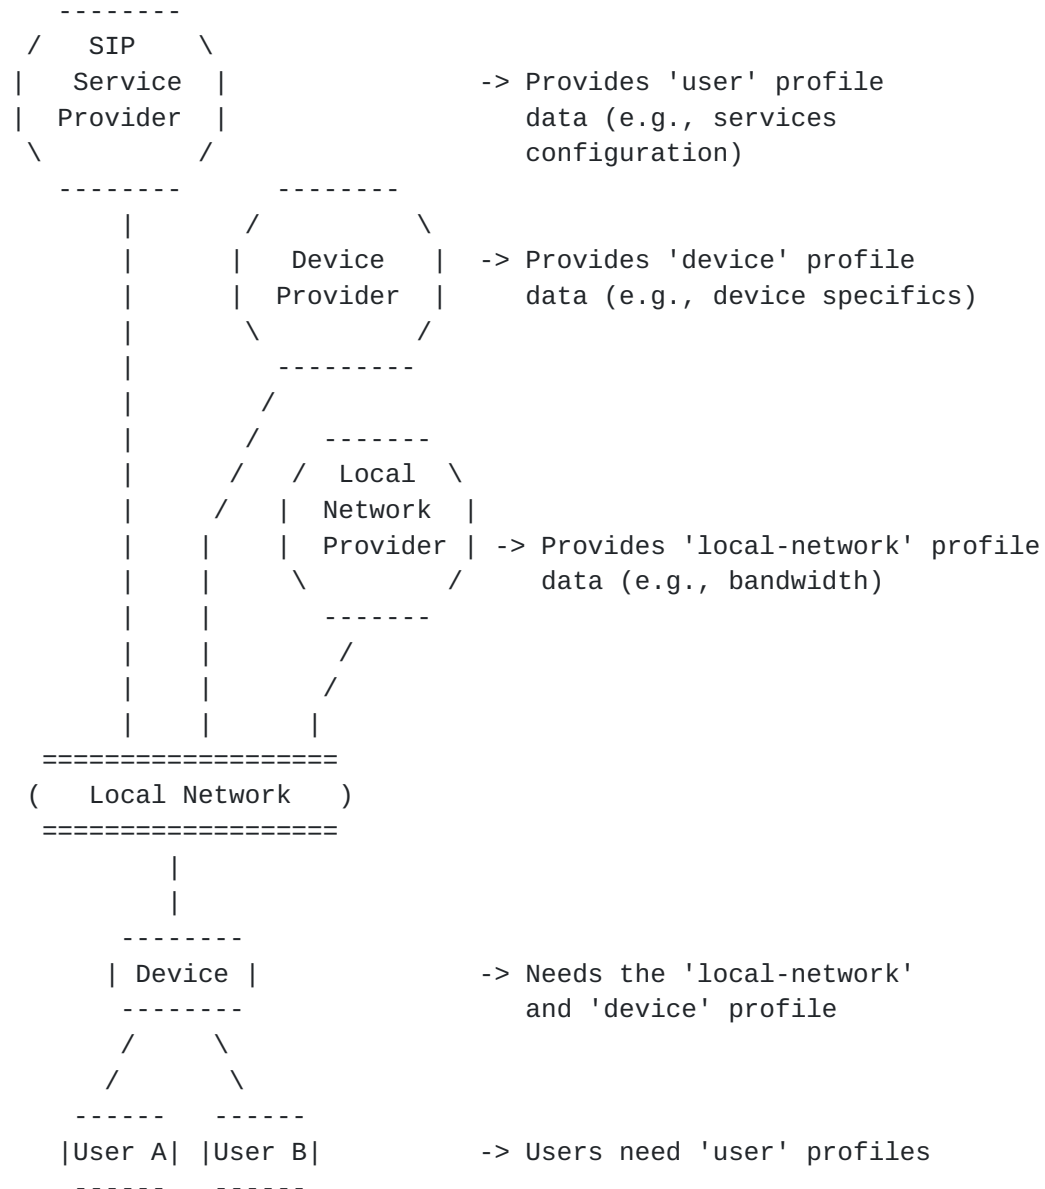 SIP
Service -> Provides 'user' profile
Provider data (e.g., services
configuration)
Device -> Provides 'device' profile
Provider data (e.g., device specifics)
Local
Network
Provider -> Provides 'local-network' profile
data (e.g., bandwidth)
Local Network
Device -> Needs the 'local-network'
and 'device' profile
User A User B -> Users need 'user' profiles